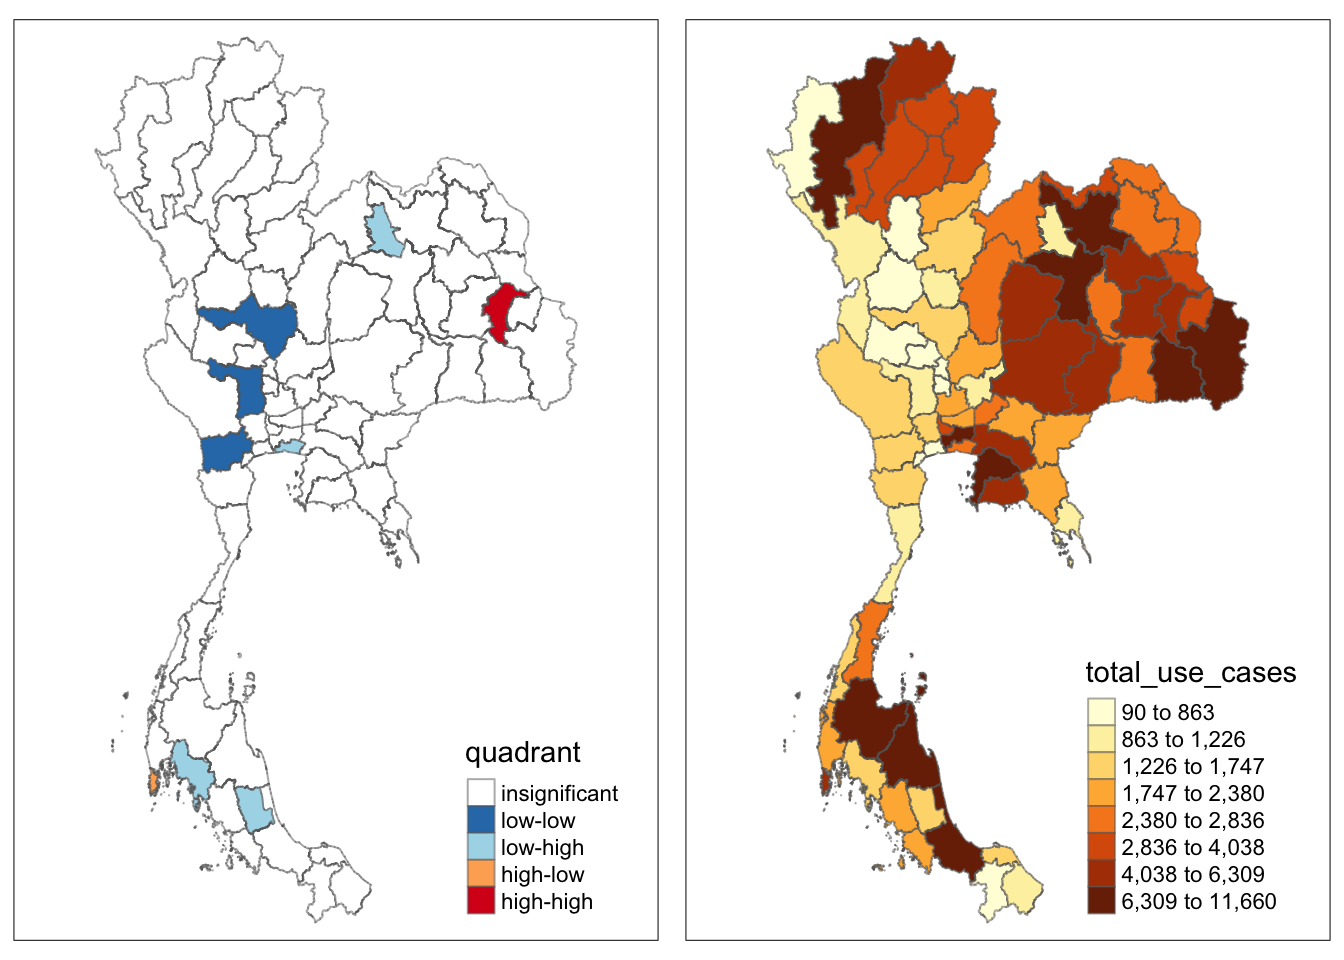 quadrant
insignificant
low-low
low-high
high-low
high-high
total_use_cases
90 to 863
863 to 1,226
1,226 to 1,747
1,747 to 2,380
2,380 to 2,836
2,836 to 4,038
4,038 to 6,309
6,309 to 11,660